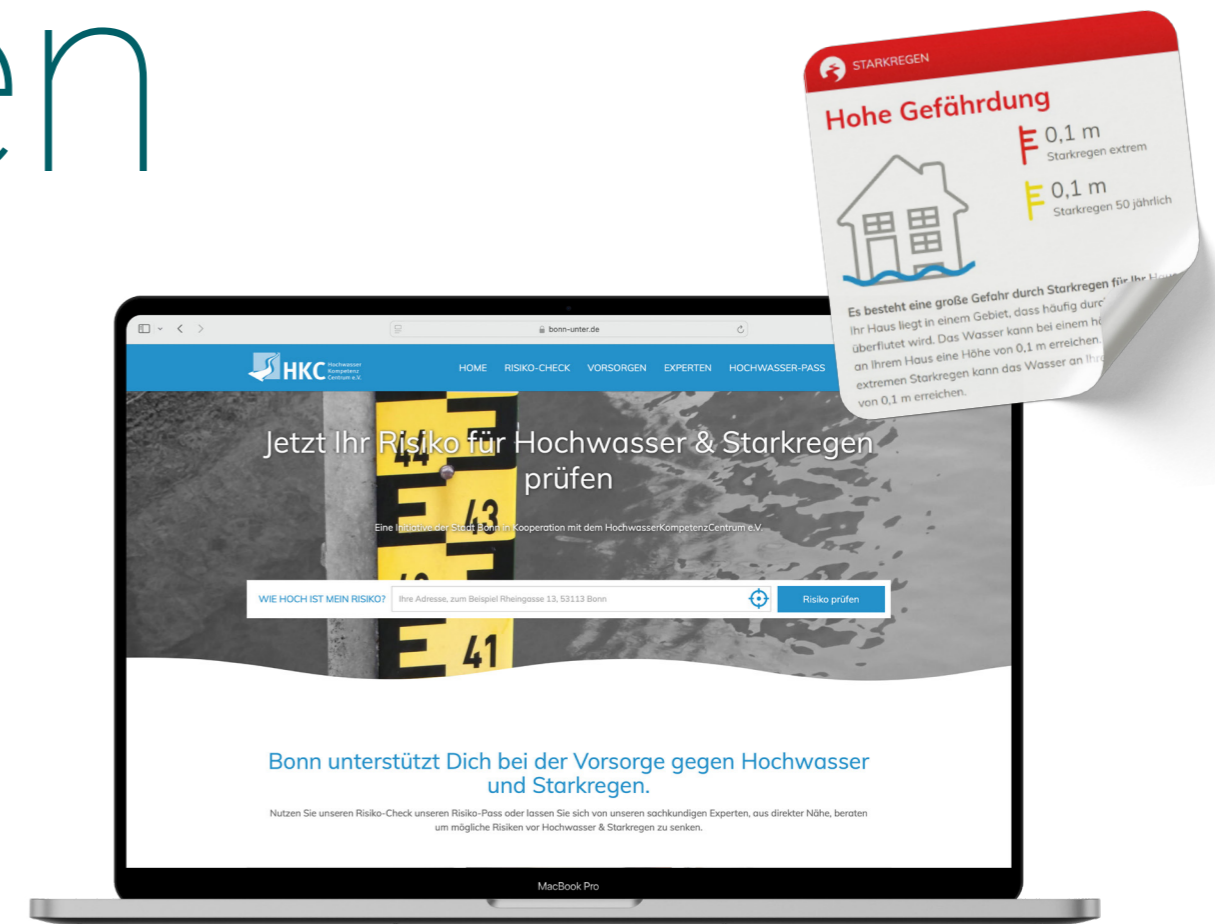 en
STARKREGEN
Hohe Gefährdung
0,1 m
Starkregen extrem
0,1 m
Starkregen 50 jährlich
Es besteht eine große Gefahr durch Starkregen für Ihr
Ihr Haus liegt in einem Gebiet, dass häufig
überflutet wird. Das Wasser kann bei einem
an Ihrem Haus eine Höhe von 0,1 m erreichen.
extremen Starkregen kann das Wasser an
von 0,1 m erreichen.
bonn-unter.de
HKC
Hochwasser
Kompetenz
Centrum e.V.
HOME RISIKO-CHECK VORSORGEN EXPERTEN HOCHWASSER-PASS
Jetzt Ihr Risiko für Hochwasser & Starkregen
prüfen
Eine Initiative der Stadt Bonn in Kooperation mit dem HochwasserKompetenzCentrum e.V.
44
43
WIE HOCH IST MEIN RISIKO? Ihre Adresse, zum Beispiel Rheingasse 13, 53113 Bonn Risiko prüfen
41
Bonn unterstützt Dich bei der Vorsorge gegen Hochwasser
und Starkregen.
Nutzen Sie unseren Risiko-Check unseren Risiko-Pass oder lassen Sie sich von unseren sachkundigen Experten, aus direkter Nähe, beraten
um mögliche Risiken vor Hochwasser & Starkregen zu senken.
MacBook Pro